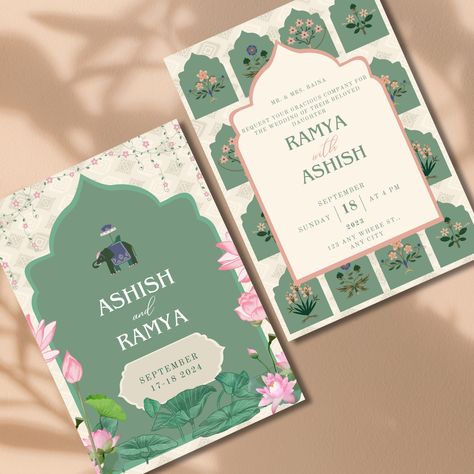 ASHISH
and
RAMYA
SEPTEMBER
17-18 2024
MR. & MRS. RAINA
REQUEST YOUR GRACIOUS COMPANY FOR
THE WEDDING OF THEIR BELOVED
DAUGHTER
RAMYA
with
ASHISH
SEPTEMBER
SUNDAY 18 AT 4 PM
2023
123 ANY WHERE ST.,
ANY CITY